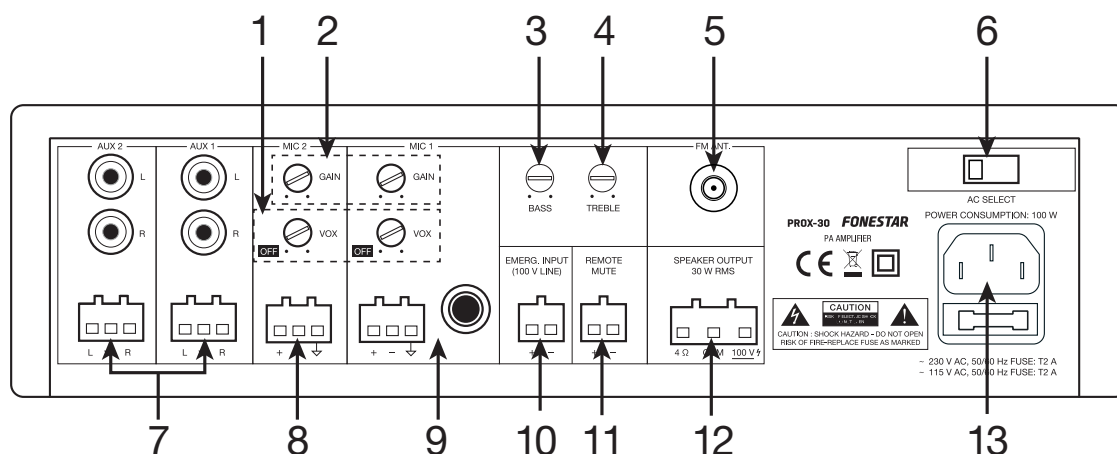 1 2 3 4 5 6
AUX 2 AUX 1 MIC 2 MIC 1 FM ANT.
L L GAIN GAIN
BASS TREBLE
AC SELECT
R R OFF VOX OFF VOX
POWER CONSUMPTION: 100 W
PROX-30 FONESTAR
PA AMPLIFIER
CE
EMERG. INPUT REMOTE SPEAKER OUTPUT
(100 V LINE) MUTE 30 W RMS
CAUTION
CAUTION : SHOCK HAZARD - DO NOT OPEN
RISK OF FIRE-REPLACE FUSE AS MARKED
L R L R + + - + - + - 4 Ω COM 100 V
~ 230 V AC, 50/60 Hz FUSE: T2 A
~ 115 V AC, 50/60 Hz FUSE: T2 A
7 8 9 10 11 12 13